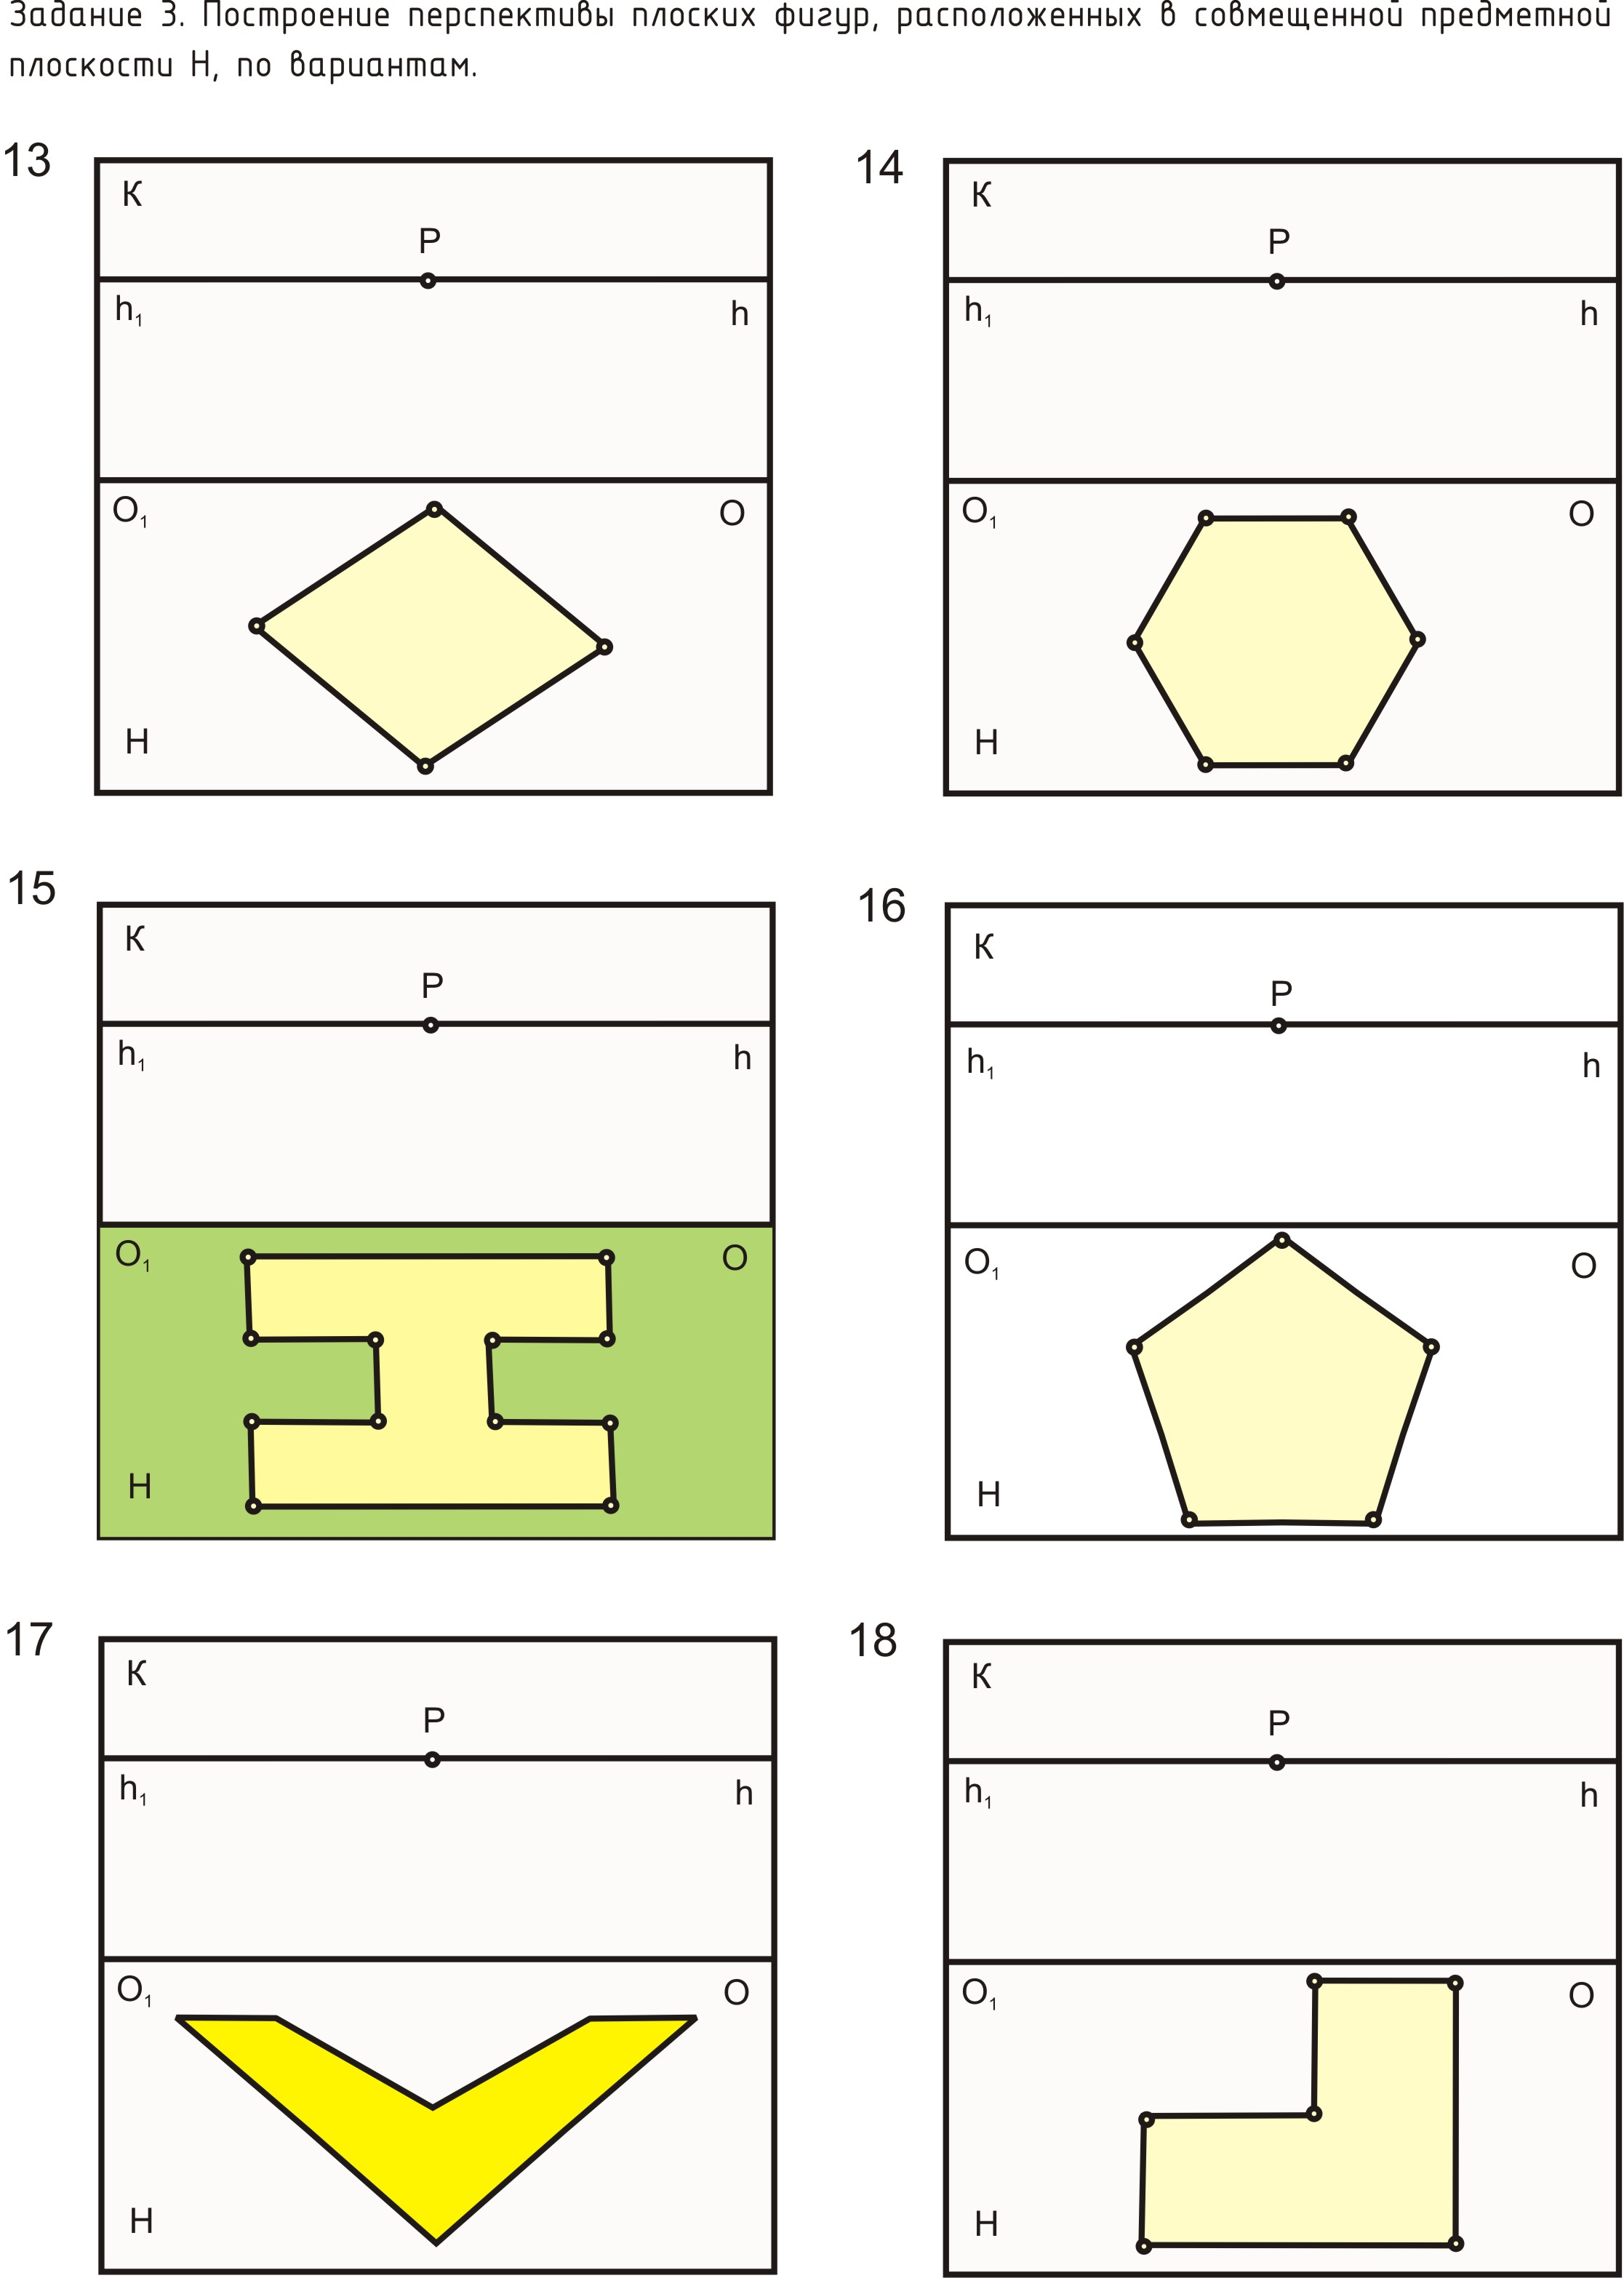 Задание 3. Построение перспективы плоских фигур, расположенных в совмещенной предметной
плоскости Н, по вариантам.
13
К
P
h₁
h
O₁
O
H
14
К
P
h₁
h
O₁
O
H
15
К
P
h₁
h
O₁
O
H
16
К
P
h₁
h
O₁
O
H
17
К
P
h₁
h
O₁
O
H
18
К
P
h₁
h
O₁
O
H